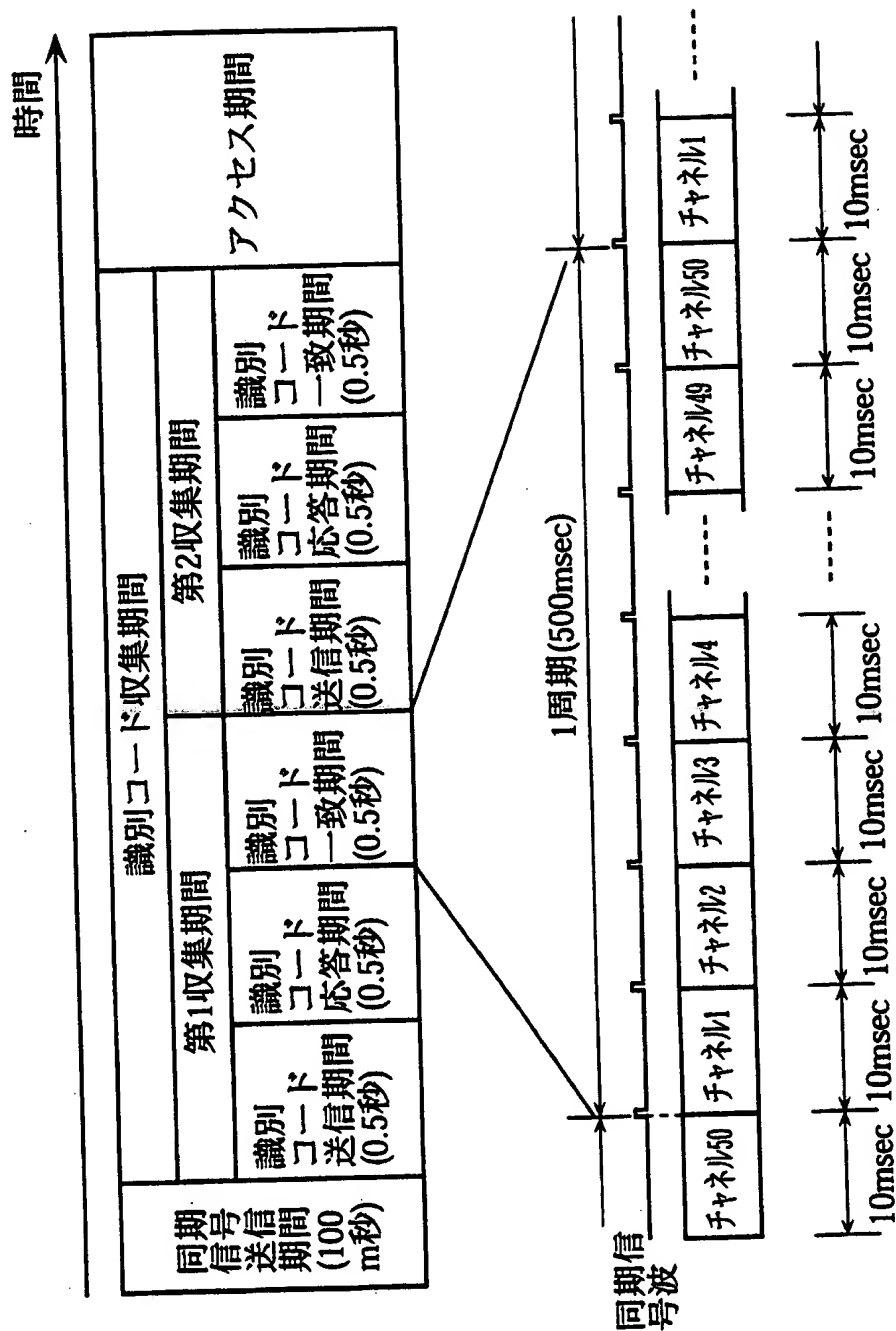 時間
同期
信号
送信
期間
(100
m秒)
識別コード収集期間
アクセス期間
第1収集期間
第2収集期間
識別
コード
送信期間
(0.5秒)
識別
コード
応答期間
(0.5秒)
識別
コード
一致期間
(0.5秒)
識別
コード
送信期間
(0.5秒)
識別
コード
応答期間
(0.5秒)
識別
コード
一致期間
(0.5秒)
1周期(500msec)
同期信
号波
チャネル50
チャネル1
チャネル2
チャネル3
チャネル4
チャネル49
チャネル50
チャネル1
10msec
10msec
10msec
10msec
10msec
10msec
10msec
10msec